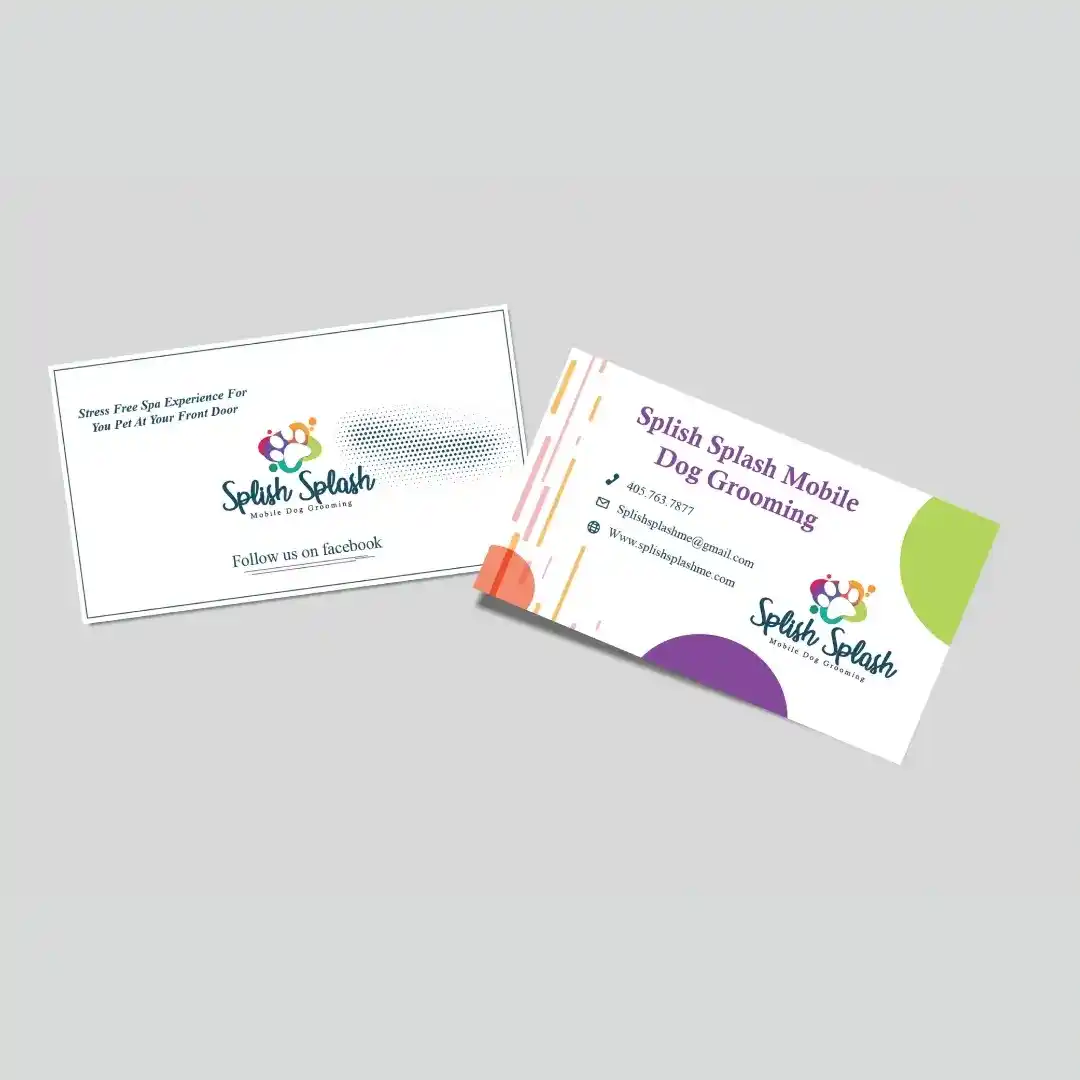 Stress Free Spa Experience For
You Pet At Your Front Door
Splish Splash
Mobile Dog Grooming
Follow us on facebook
Splish Splash Mobile
Dog Grooming
405.763.7877
Splishsplashme@gmail.com
Www.splishsplashme.com
Splish Splash
Mobile Dog Grooming